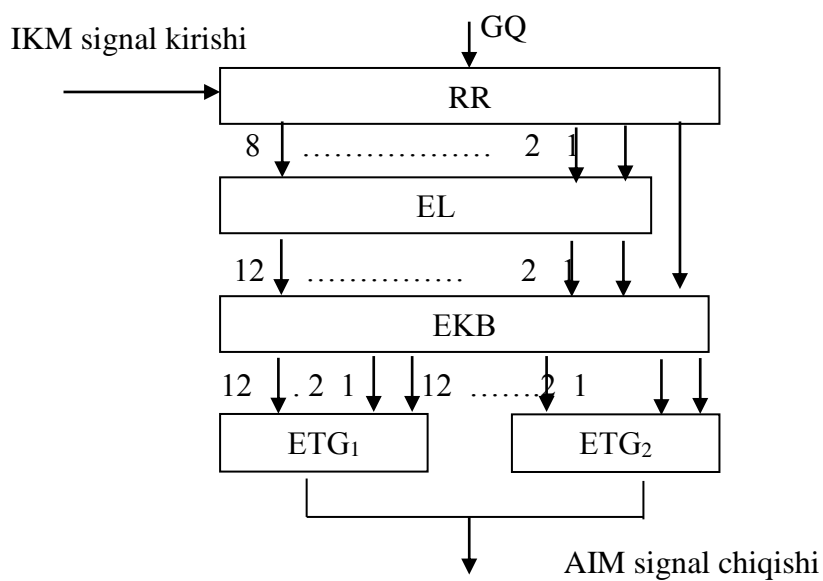 GQ
IKM signal kirishi
RR
8 ……………… 2 1
EL
12 …………… 2 1
EKB
12 . 2 1 12 …….2 1
ETG₁ ETG₂
AIM signal chiqishi